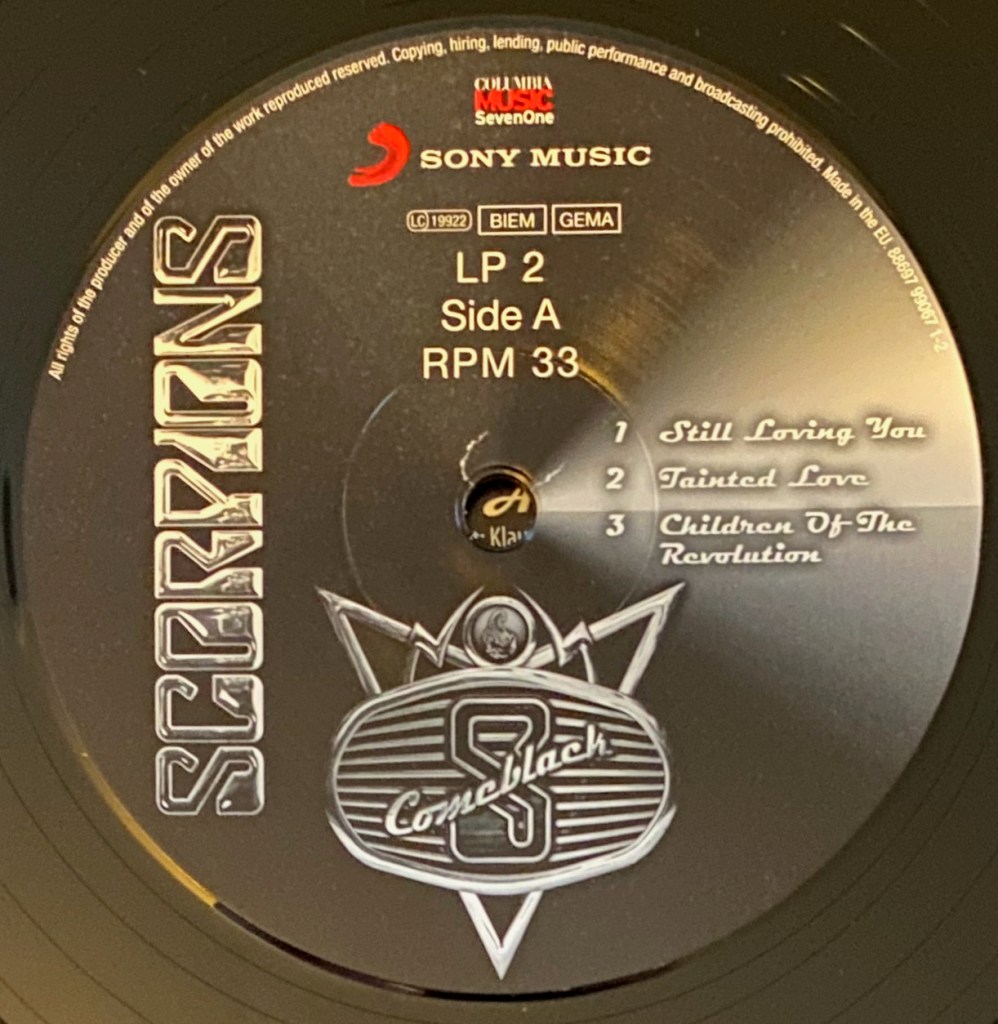 All rights of the producer and of the owner of the work reproduced reserved. Copying, hiring, lending, public performance and broadcasting prohibited. Made in the EU. 88697 99067 1-2
COLUMBIA
MUSIC
SevenOne
SONY MUSIC
LC 19922 BIEM GEMA
LP 2
Side A
RPM 33
SCORPIONS
1 Still Loving You
2 Tainted Love
3 Children Of The
Revolution
S
Comeblack